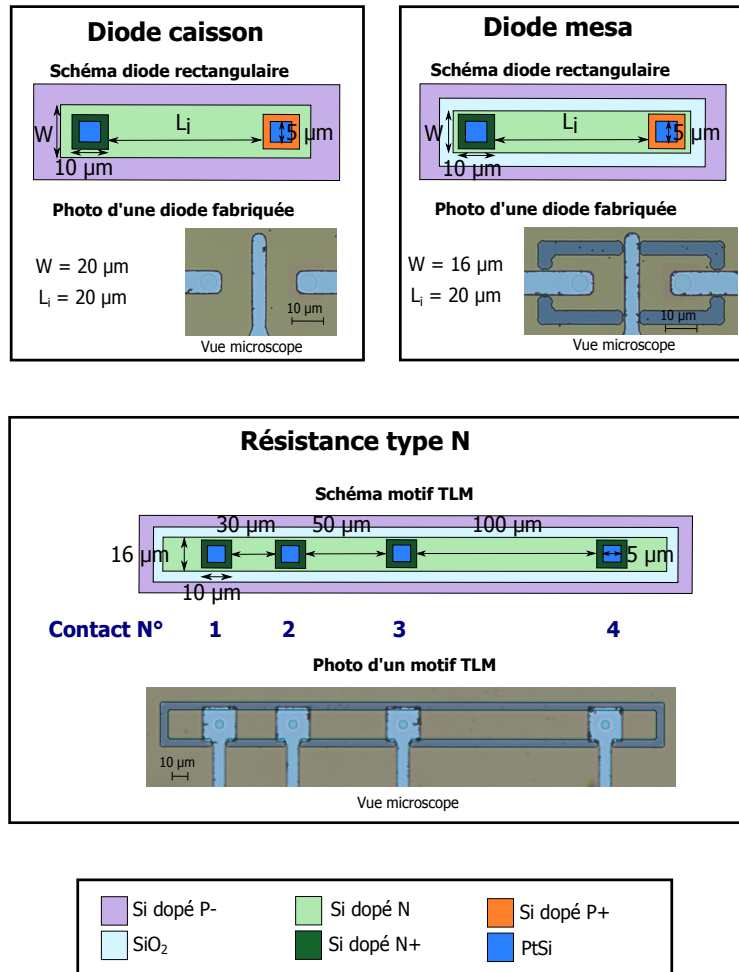 Diode caisson
Schéma diode rectangulaire
W
Li
5 µm
10 µm
Photo d'une diode fabriquée
W = 20 µm
Li = 20 µm
10 µm
Vue microscope
Diode mesa
Schéma diode rectangulaire
W
Li
5 µm
10 µm
Photo d'une diode fabriquée
W = 16 µm
Li = 20 µm
10 µm
Vue microscope
Résistance type N
Schéma motif TLM
30 µm 50 µm 100 µm
16 µm
5 µm
10 µm
Contact N° 1 2 3 4
Photo d'un motif TLM
10 µm
Vue microscope
Si dopé P- Si dopé N Si dopé P+
SiO₂ Si dopé N+ PtSi